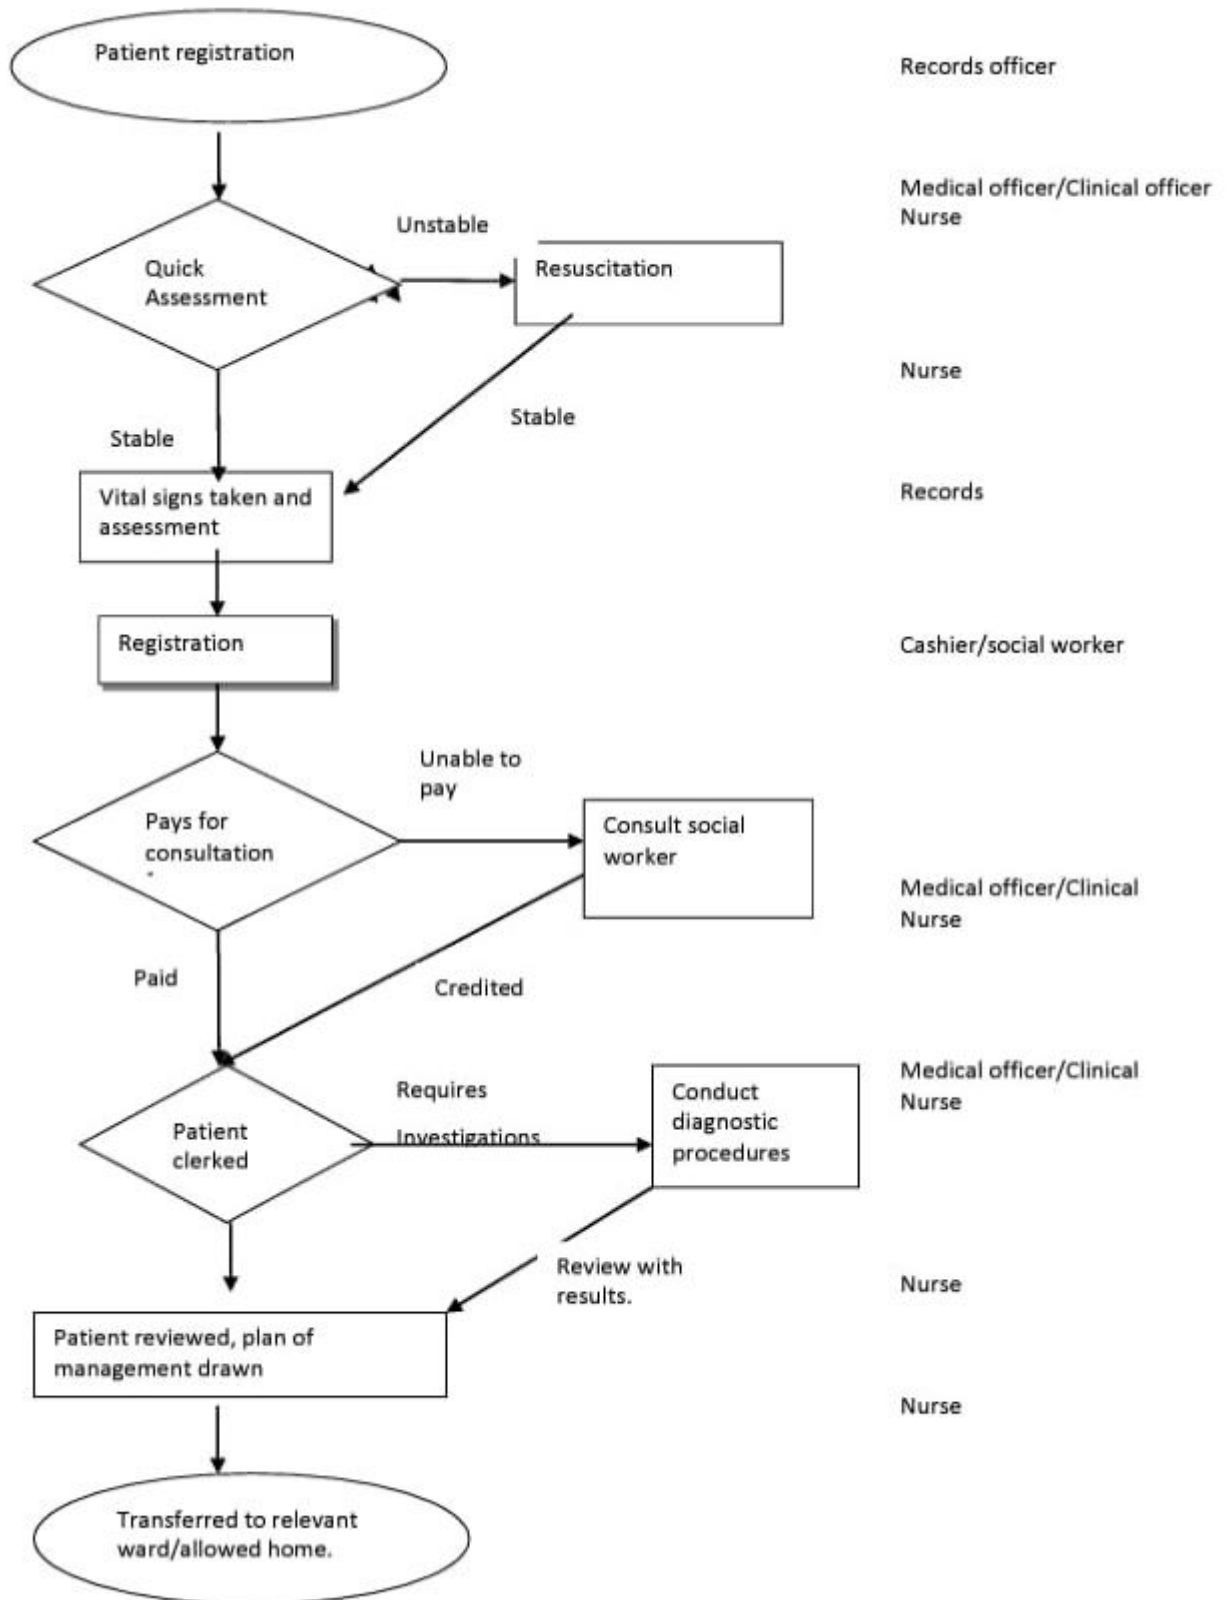 Patient registration
Records officer
Medical officer/Clinical officer
Nurse
Unstable
Quick
Assessment
Resuscitation
Nurse
Stable
Stable
Vital signs taken and
assessment
Records
Registration
Cashier/social worker
Unable to
pay
Pays for
consultation
Consult social
worker
Medical officer/Clinical
Nurse
Paid
Credited
Medical officer/Clinical
Nurse
Requires
Investigations
Conduct
diagnostic
procedures
Patient
clerked
Review with
results.
Nurse
Patient reviewed, plan of
management drawn
Nurse
Transferred to relevant
ward/allowed home.